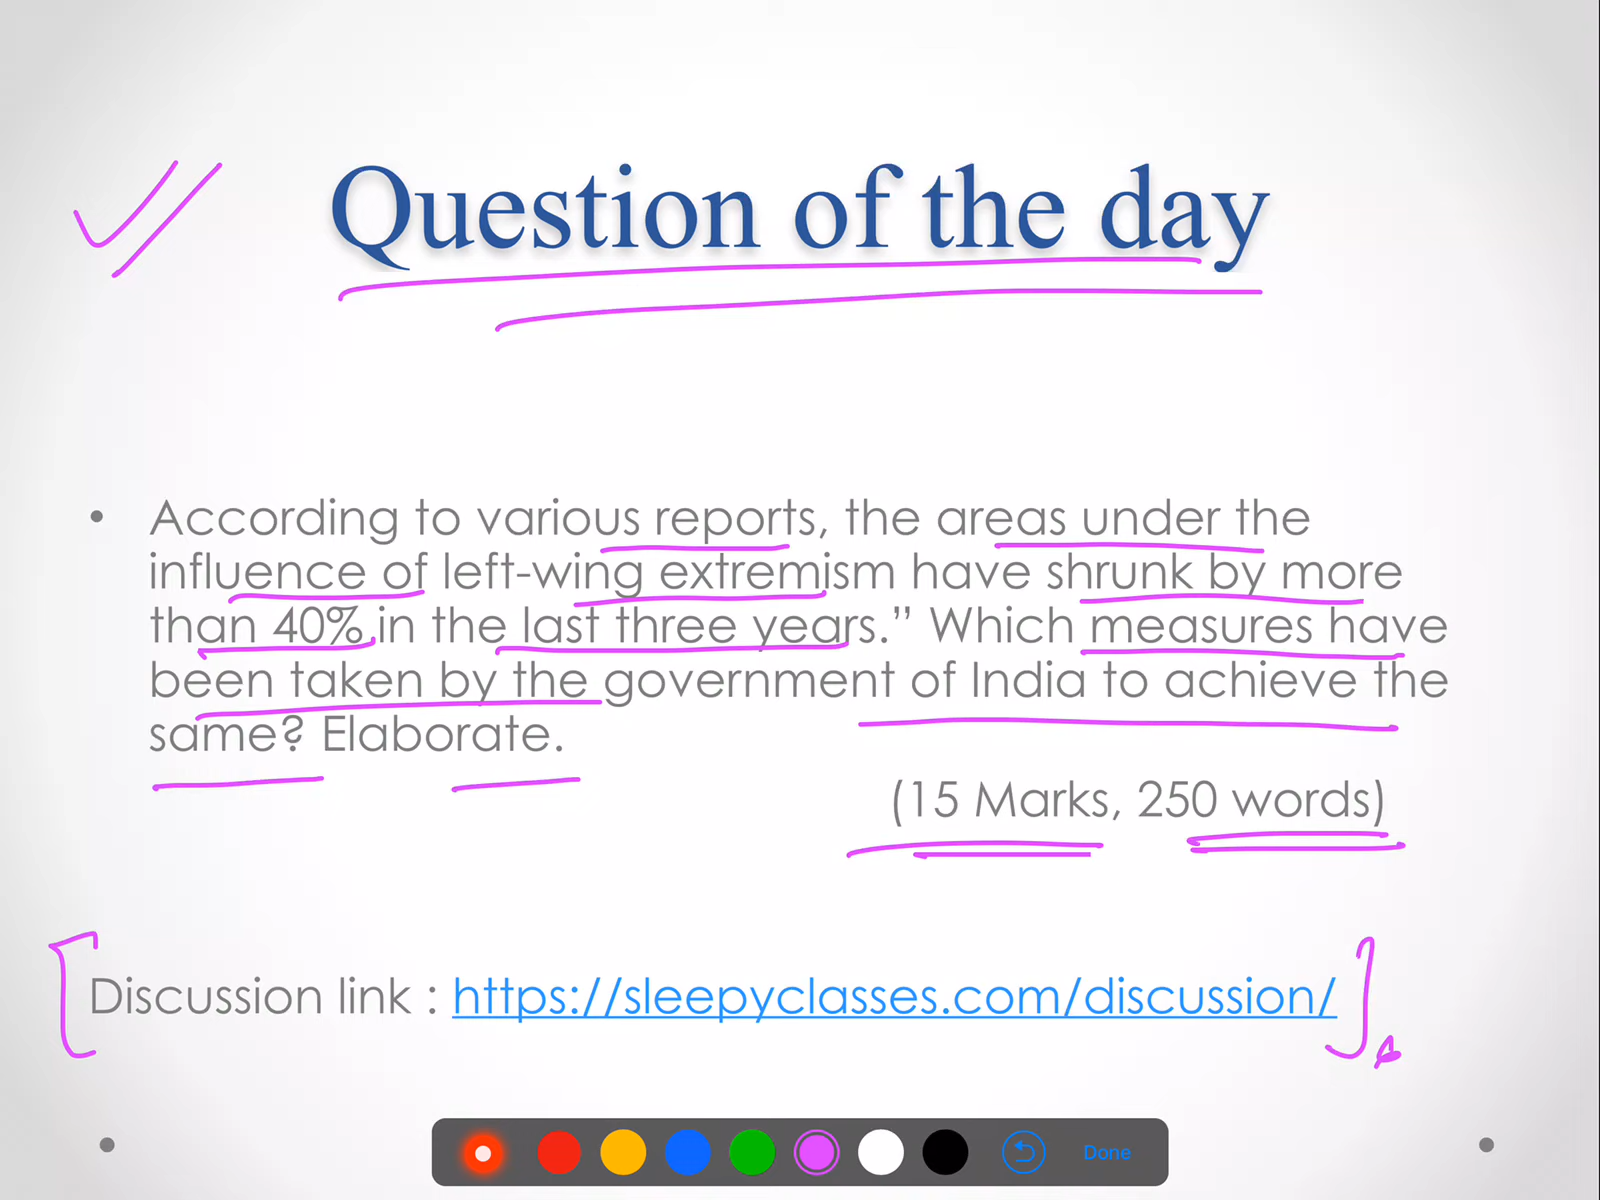 Question of the day
• According to various reports, the areas under the
influence of left-wing extremism have shrunk by more
than 40% in the last three years.” Which measures have
been taken by the government of India to achieve the
same? Elaborate.
(15 Marks, 250 words)
Discussion link : https://sleepyclasses.com/discussion/
Done